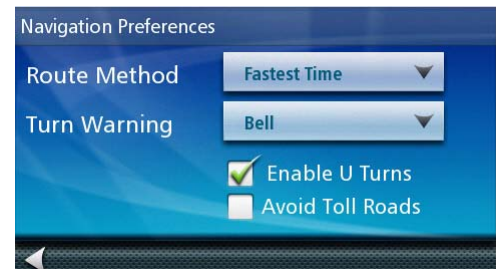 Navigation Preferences
Route Method Fastest Time
Turn Warning Bell
Enable U Turns
Avoid Toll Roads